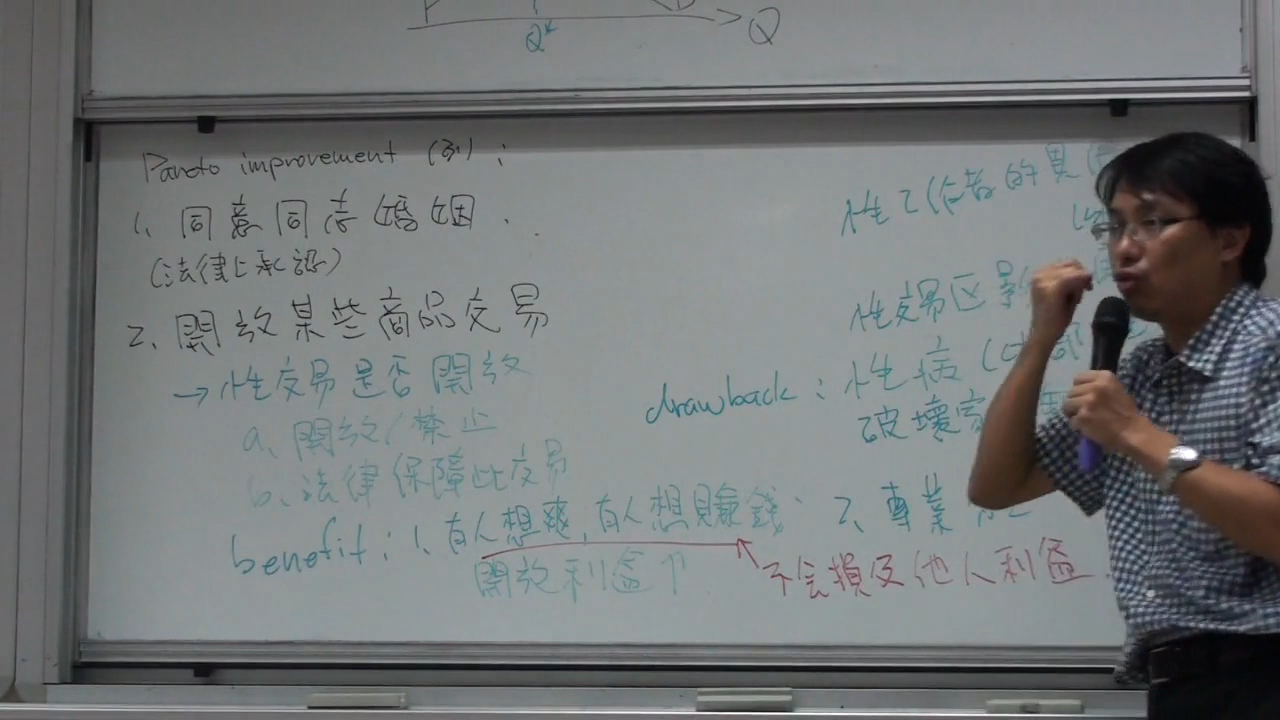 Q*
Q
Pareto improvement (例):
1. 同意同志婚姻.
(法律上承認)
2. 開放某些商品交易
→性交易是否開放
a. 開放/禁止
b. 法律保障此交易
benefit: 1. 有人想爽, 有人想賺錢. 2. 專業
開放利益↑
不会損及他人利益.
性工作者的
性交易区
drawback: 性病(
破壞家